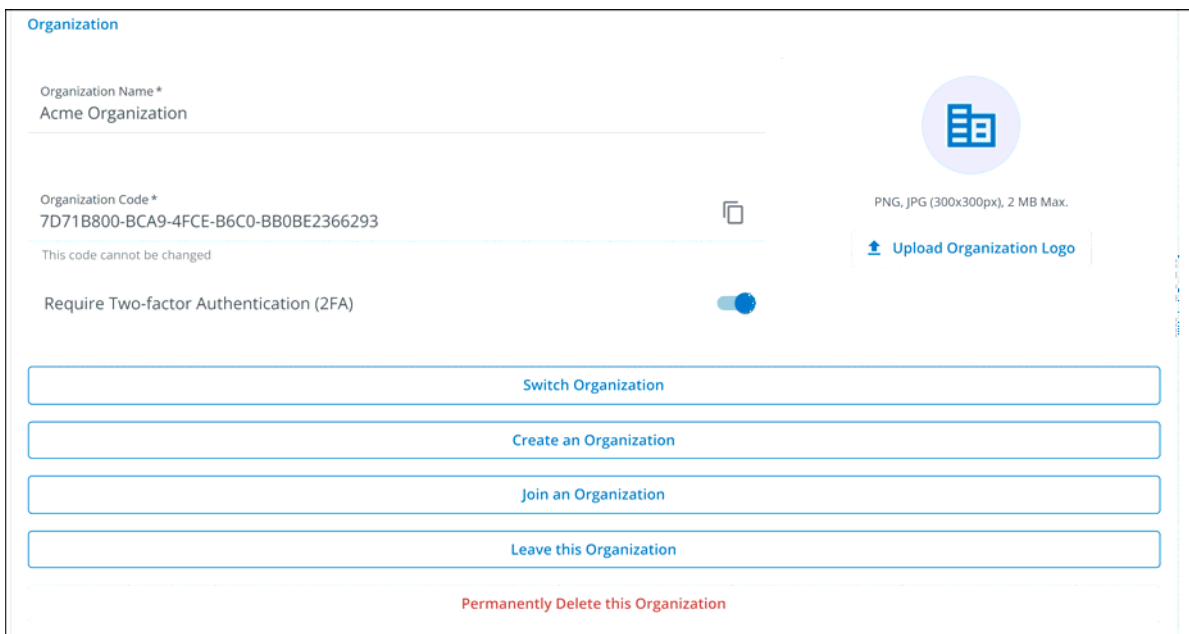 Organization
Organization Name *
Acme Organization
Organization Code *
7D71B800-BCA9-4FCE-B6C0-BB0BE2366293
This code cannot be changed
PNG, JPG (300x300px), 2 MB Max.
Upload Organization Logo
Require Two-factor Authentication (2FA)
Switch Organization
Create an Organization
Join an Organization
Leave this Organization
Permanently Delete this Organization